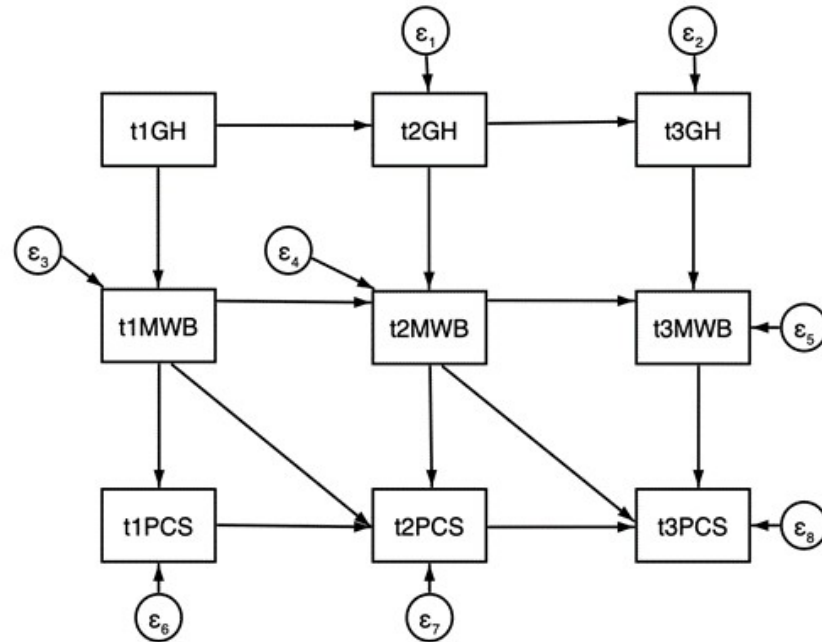 ε₁ ε₂
t1GH t2GH t3GH
ε₃ ε₄
t1MWB t2MWB t3MWB ε₅
t1PCS t2PCS t3PCS ε₈
ε₆ ε₇